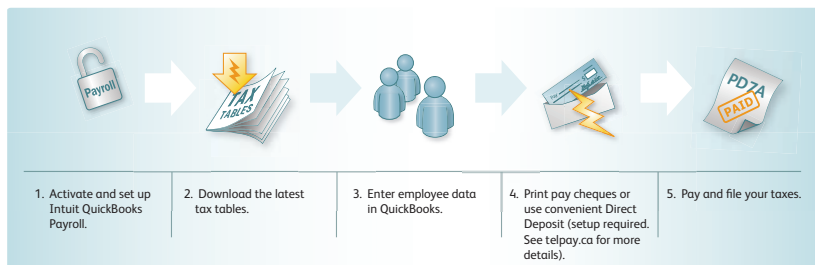 Payroll
TAX
TABLES
Pay
PD7A
PAID
1. Activate and set up
Intuit QuickBooks
Payroll.
2. Download the latest
tax tables.
3. Enter employee data
in QuickBooks.
4. Print pay cheques or
use convenient Direct
Deposit (setup required.
See telpay.ca for more
details).
5. Pay and file your taxes.